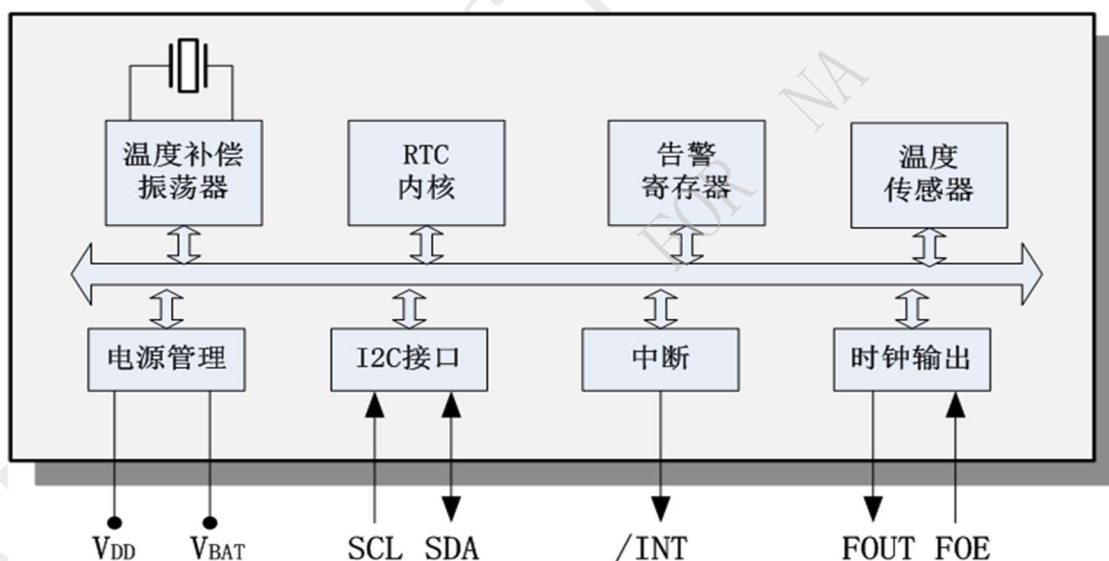 温度补偿
振荡器
RTC
内核
告警
寄存器
温度
传感器
电源管理
I2C接口
中断
时钟输出
VDD
VBAT
SCL
SDA
/INT
FOUT
FOE
FOR
NA